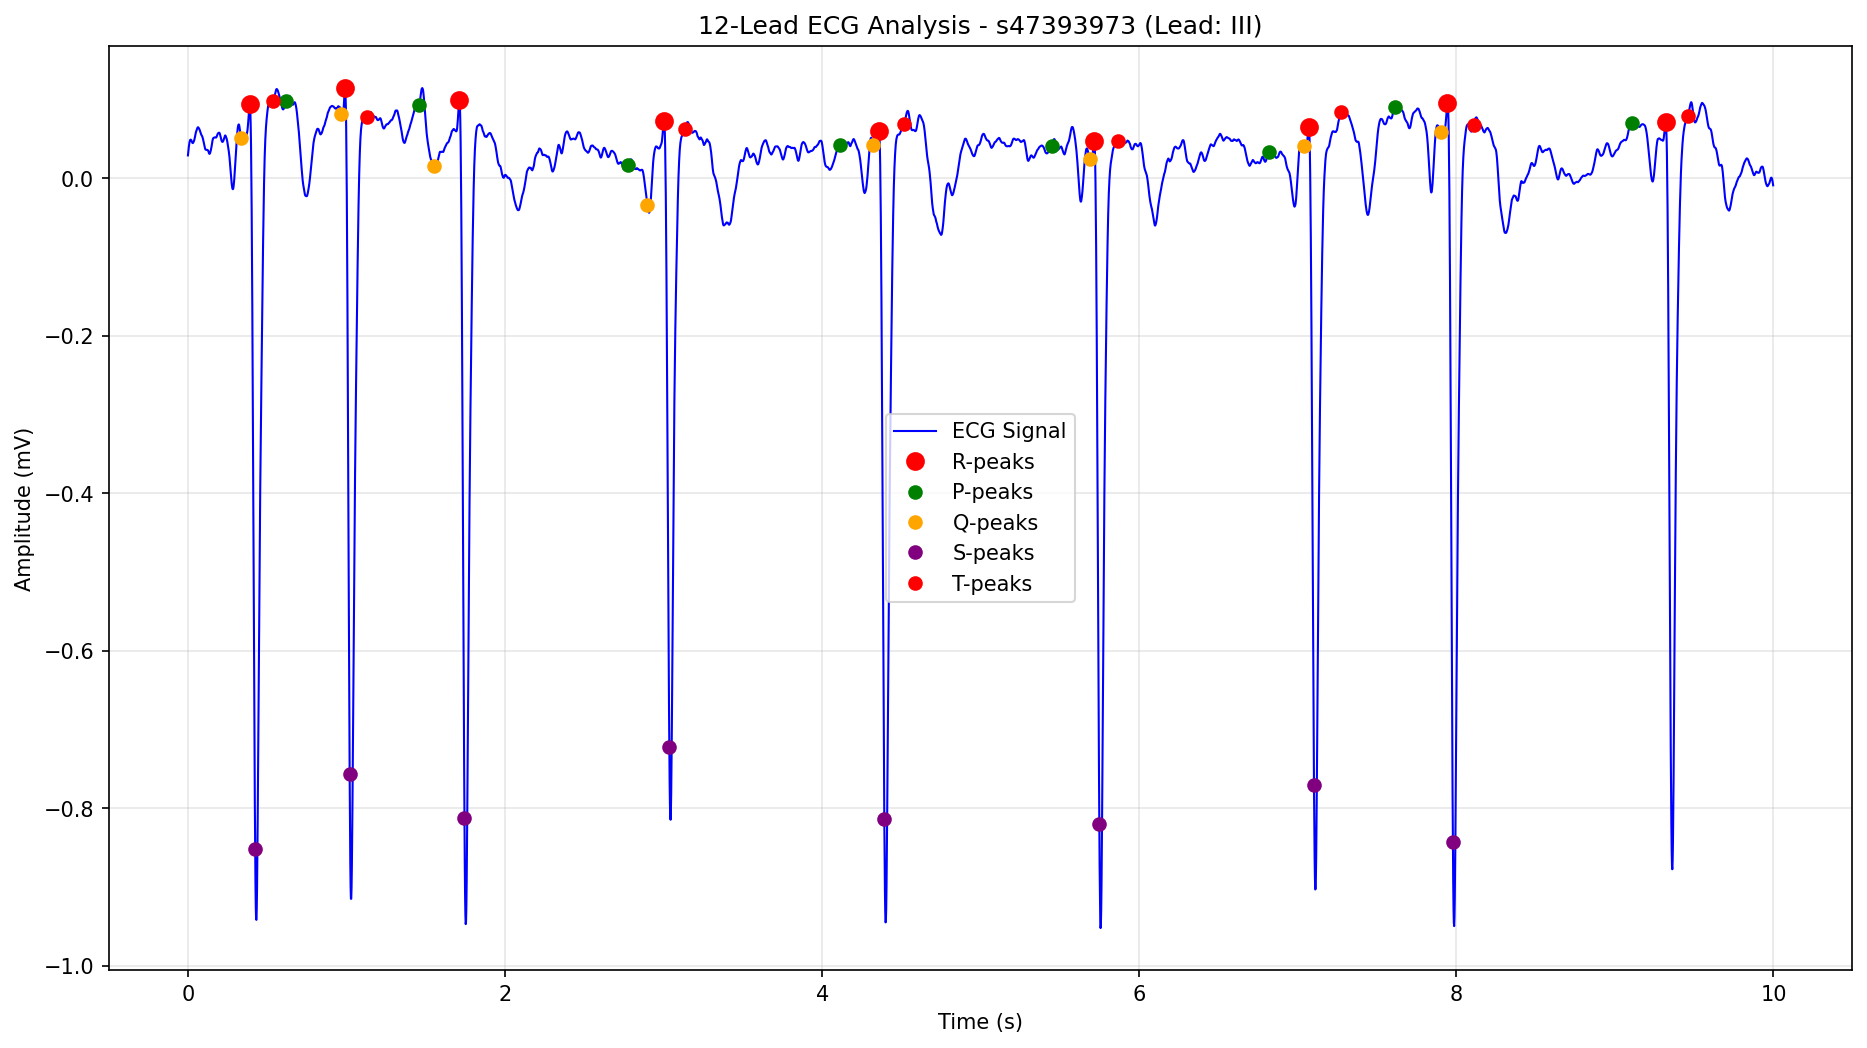 12-Lead ECG Analysis - s47393973 (Lead: III)
Amplitude (mV)
0.0
−0.2
−0.4
−0.6
−0.8
−1.0
ECG Signal
R-peaks
P-peaks
Q-peaks
S-peaks
T-peaks
0 2 4 6 8 10
Time (s)